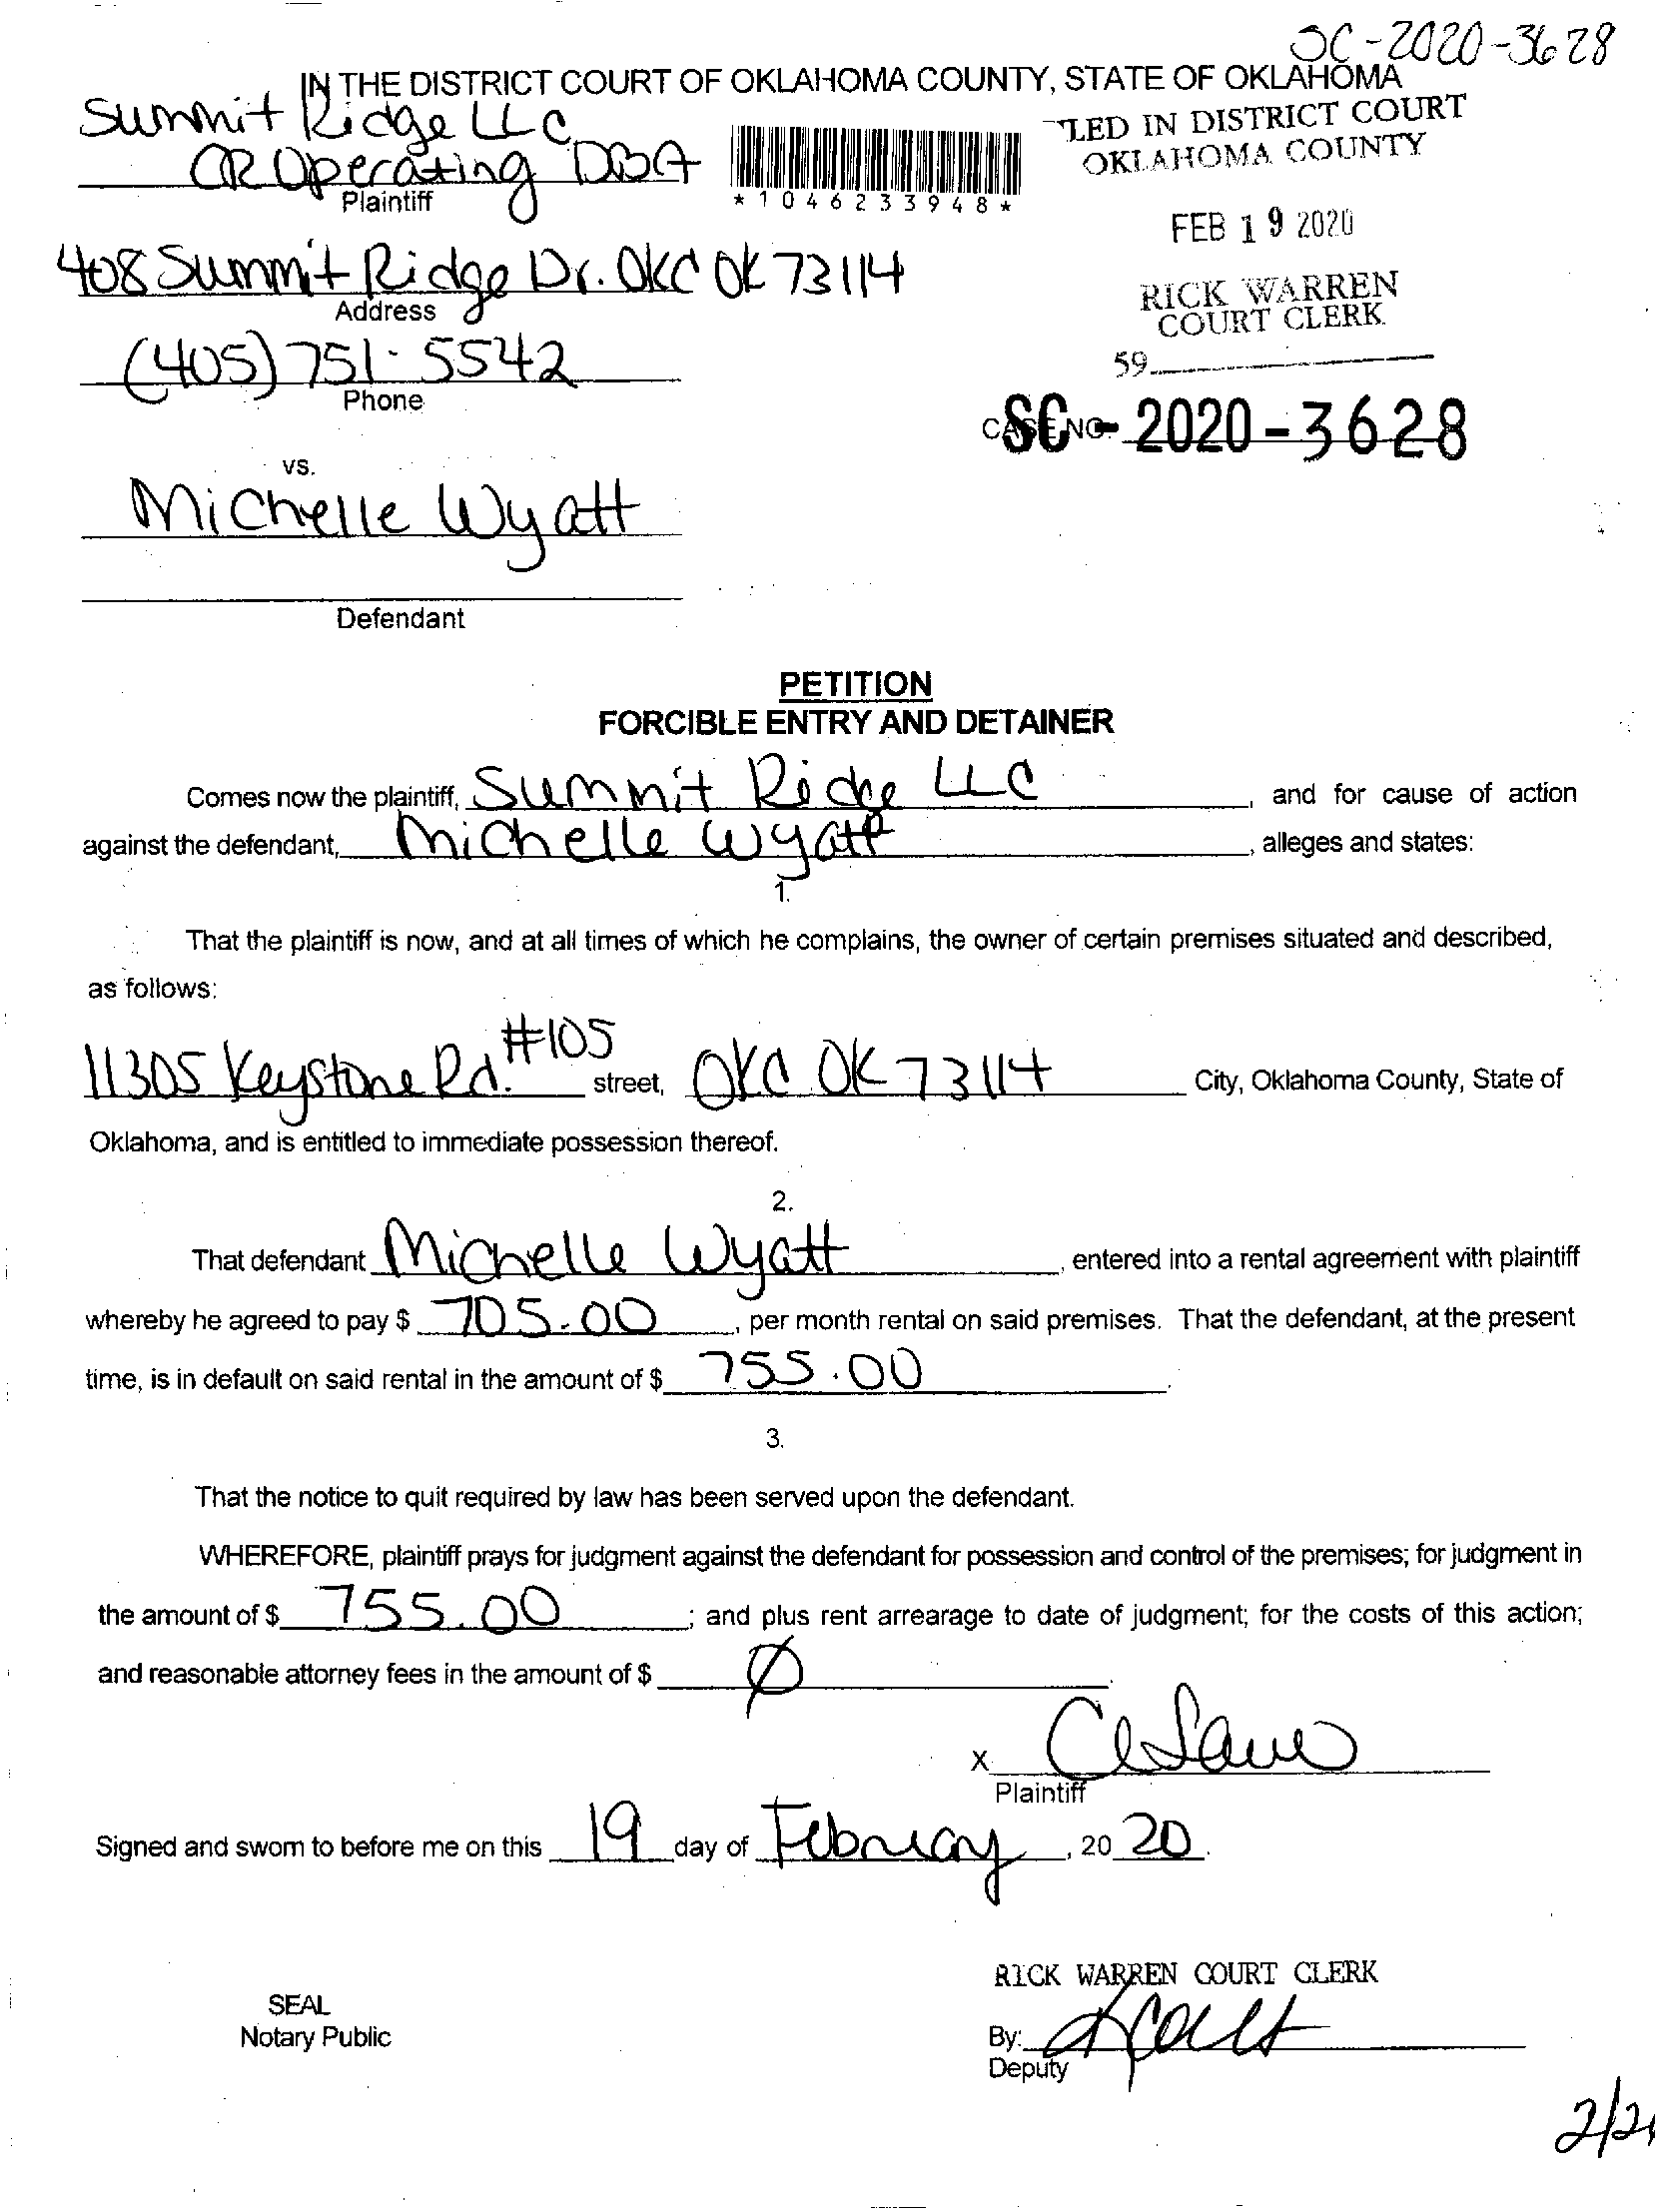 SC-2020-3628
IN THE DISTRICT COURT OF OKLAHOMA COUNTY, STATE OF OKLAHOMA
Summit Ridge LLC
CR Operating DBA
Plaintiff
*1046233948*
LED IN DISTRICT COURT
OKLAHOMA COUNTY
FEB 19 2020
RICK WARREN
COURT CLERK
59
408 Summit Ridge Dr. OKC OK 73114
Address
(405) 751-5542
Phone
CASE NO. SC-2020-3628
vs.
Michelle Wyatt
Defendant
PETITION
FORCIBLE ENTRY AND DETAINER
Comes now the plaintiff, Summit Ridge LLC, and for cause of action
against the defendant, Michelle Wyatt, alleges and states:
1.
That the plaintiff is now, and at all times of which he complains, the owner of certain premises situated and described,
as follows:
11305 Keystone Rd. #105 street, OKC OK 73114 City, Oklahoma County, State of
Oklahoma, and is entitled to immediate possession thereof.
2.
That defendant Michelle Wyatt, entered into a rental agreement with plaintiff
whereby he agreed to pay $ 705.00, per month rental on said premises. That the defendant, at the present
time, is in default on said rental in the amount of $ 755.00.
3.
That the notice to quit required by law has been served upon the defendant.
WHEREFORE, plaintiff prays for judgment against the defendant for possession and control of the premises; for judgment in
the amount of $ 755.00; and plus rent arrearage to date of judgment; for the costs of this action;
and reasonable attorney fees in the amount of $ Ø.
X
Plaintiff
Signed and sworn to before me on this 19 day of February, 20 20.
RICK WARREN COURT CLERK
SEAL
Notary Public
By:
Deputy